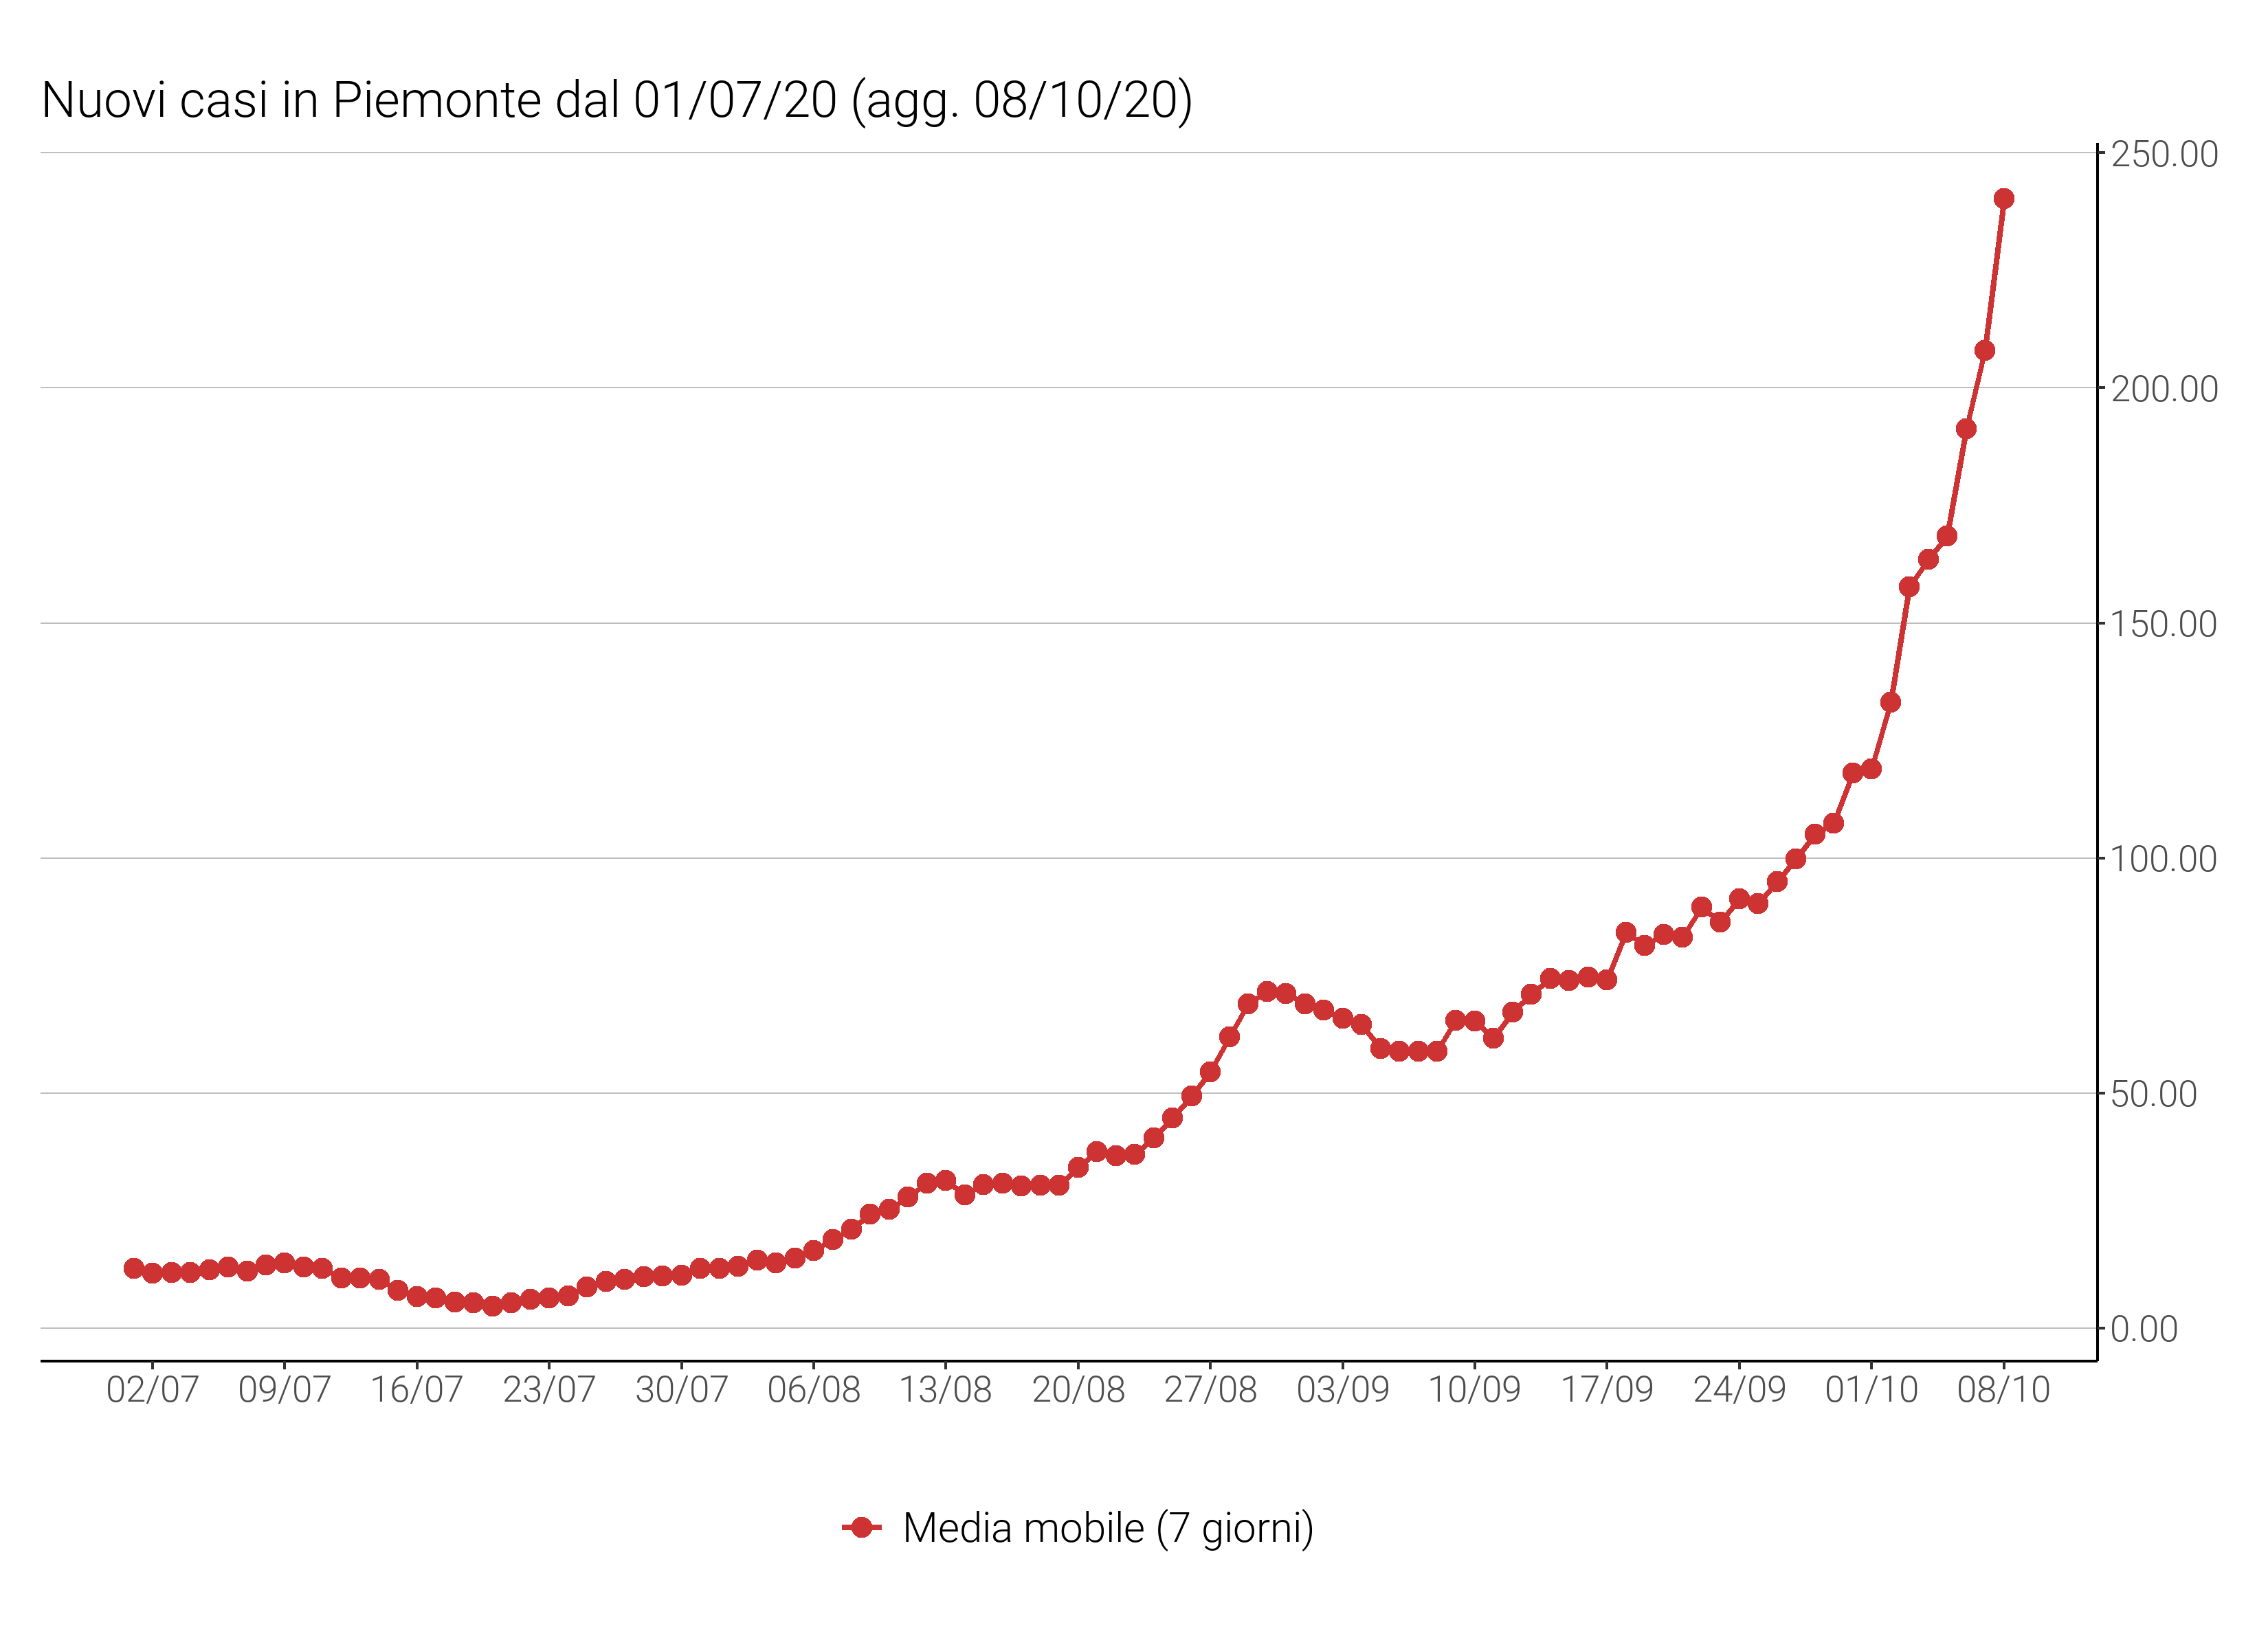 Nuovi casi in Piemonte dal 01/07/20 (agg. 08/10/20)
250.00
200.00
150.00
100.00
50.00
0.00
02/07 09/07 16/07 23/07 30/07 06/08 13/08 20/08 27/08 03/09 10/09 17/09 24/09 01/10 08/10
Media mobile (7 giorni)